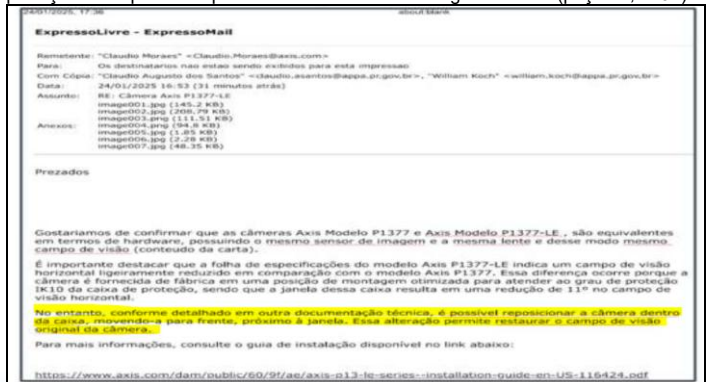 24/01/2025, 17:36 about:blank
ExpressoLivre - ExpressoMail
Remetente: "Claudio Moraes" <Claudio.Moraes@axis.com>
Para: Os destinatarios nao estao sendo exibidos para esta impressao
Com Cópia: "Claudio Augusto dos Santos" <claudio.asantos@appa.pr.gov.br>, "William Koch" <william.koch@appa.pr.gov.br>
Data: 24/01/2025 16:53 (31 minutos atrás)
Assunto: RE: Câmera Axis P1377-LE
image001.jpg (145.2 KB)
image002.jpg (208.79 KB)
image003.png (111.51 KB)
Anexos: image004.png (94.6 KB)
image005.jpg (1.85 KB)
image006.jpg (2.28 KB)
image007.jpg (48.35 KB)
Prezados
Gostariamos de confirmar que as câmeras Axis Modelo P1377 e Axis Modelo P1377-LE , são equivalentes
em termos de hardware, possuindo o mesmo sensor de imagem e a mesma lente e desse modo mesmo
campo de visão (conteudo da carta).
É importante destacar que a folha de especificações do modelo Axis P1377-LE indica um campo de visão
horizontal ligeiramente reduzido em comparação com o modelo Axis P1377. Essa diferença ocorre porque a
câmera é fornecida de fábrica em uma posição de montagem otimizada para atender ao grau de proteção
IK10 da caixa de proteção, sendo que a janela dessa caixa resulta em uma redução de 11º no campo de
visão horizontal.
No entanto, conforme detalhado em outra documentação técnica, é possível reposicionar a câmera dentro
da caixa, movendo-a para frente, próximo à janela. Essa alteração permite restaurar o campo de visão
original da câmera.
Para mais informações, consulte o guia de instalação disponível no link abaixo:
https://www.axis.com/dam/public/60/9f/ae/axis-p13-le-series--installation-guide-en-US-116424.pdf